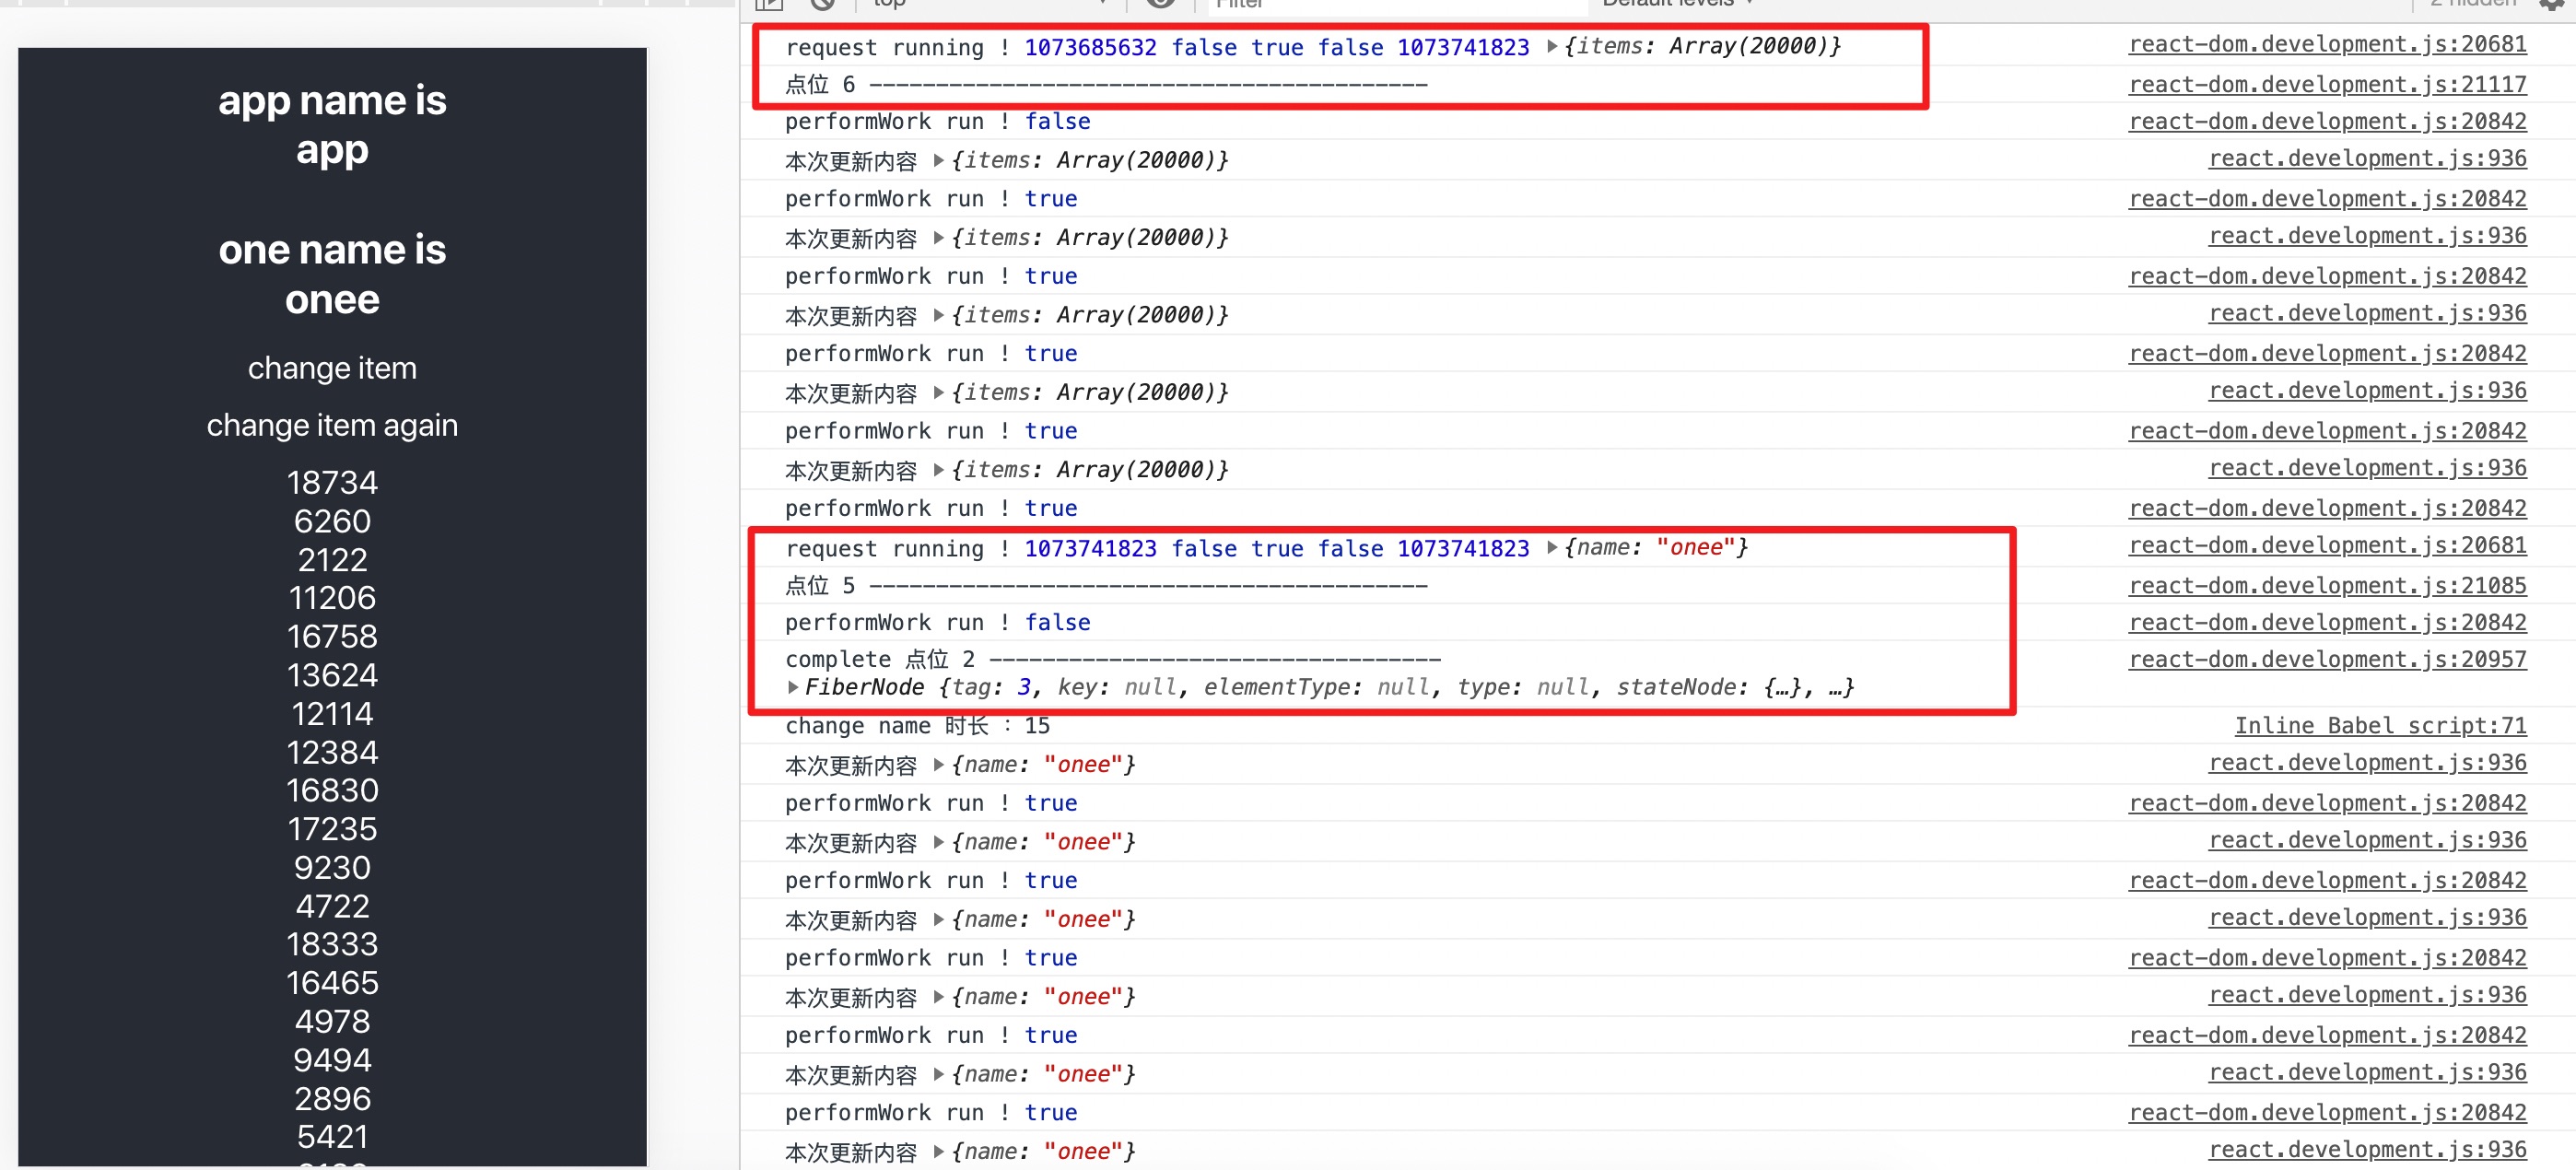 app name is
app
one name is
onee
change item
change item again
18734
6260
2122
11206
16758
13624
12114
12384
16830
17235
9230
4722
18333
16465
4978
9494
2896
5421
top
Filter
Default levels
2 hidden
request running ! 1073685632 false true false 1073741823 ▶{items: Array(20000)} react-dom.development.js:20681
点位 6 ------------------------------------------ react-dom.development.js:21117
performWork run ! false react-dom.development.js:20842
本次更新内容 ▶{items: Array(20000)} react.development.js:936
performWork run ! true react-dom.development.js:20842
本次更新内容 ▶{items: Array(20000)} react.development.js:936
performWork run ! true react-dom.development.js:20842
本次更新内容 ▶{items: Array(20000)} react.development.js:936
performWork run ! true react-dom.development.js:20842
本次更新内容 ▶{items: Array(20000)} react.development.js:936
performWork run ! true react-dom.development.js:20842
本次更新内容 ▶{items: Array(20000)} react.development.js:936
performWork run ! true react-dom.development.js:20842
request running ! 1073741823 false true false 1073741823 ▶{name: "onee"} react-dom.development.js:20681
点位 5 ------------------------------------------ react-dom.development.js:21085
performWork run ! false react-dom.development.js:20842
complete 点位 2 ---------------------------------- react-dom.development.js:20957
▶FiberNode {tag: 3, key: null, elementType: null, type: null, stateNode: {…}, …}
change name 时长 : 15 Inline Babel script:71
本次更新内容 ▶{name: "onee"} react.development.js:936
performWork run ! true react-dom.development.js:20842
本次更新内容 ▶{name: "onee"} react.development.js:936
performWork run ! true react-dom.development.js:20842
本次更新内容 ▶{name: "onee"} react.development.js:936
performWork run ! true react-dom.development.js:20842
本次更新内容 ▶{name: "onee"} react.development.js:936
performWork run ! true react-dom.development.js:20842
本次更新内容 ▶{name: "onee"} react.development.js:936
performWork run ! true react-dom.development.js:20842
本次更新内容 ▶{name: "onee"} react.development.js:936